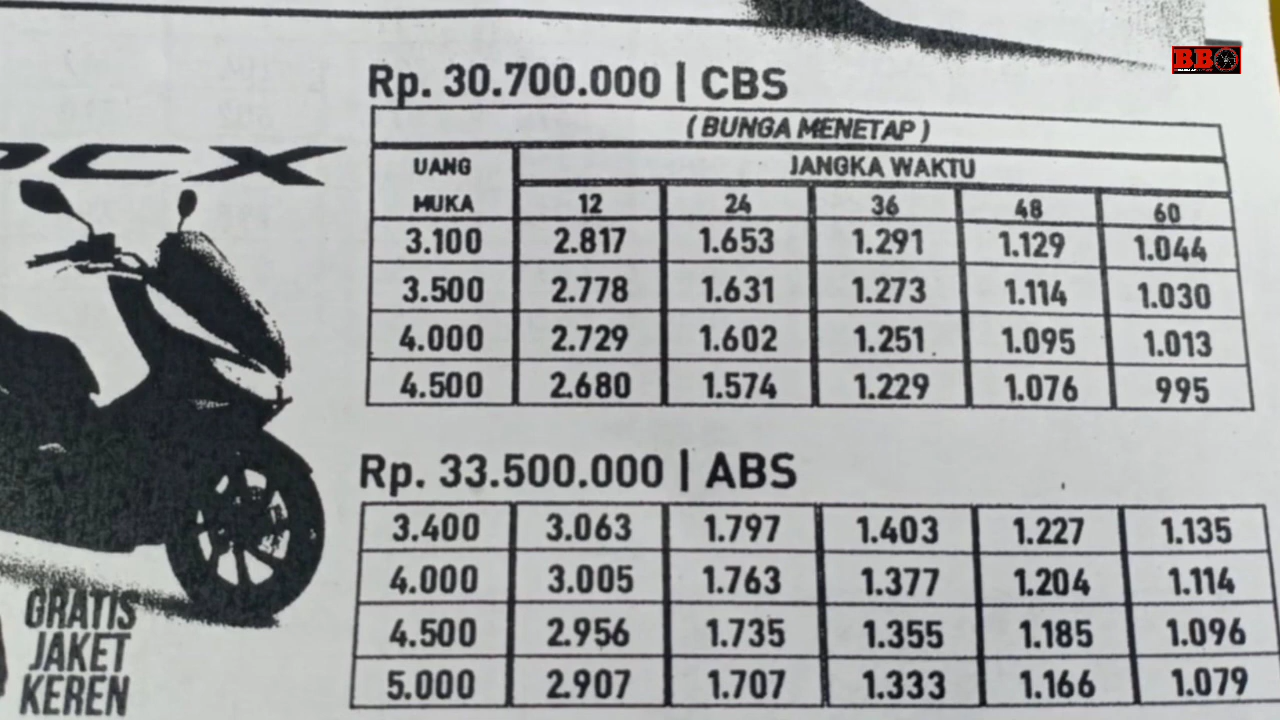 BBO
PCX
Rp. 30.700.000 | CBS
( BUNGA MENETAP )
UANG MUKA JANGKA WAKTU
12 24 36 48 60
3.100 2.817 1.653 1.291 1.129 1.044
3.500 2.778 1.631 1.273 1.114 1.030
4.000 2.729 1.602 1.251 1.095 1.013
4.500 2.680 1.574 1.229 1.076 995
Rp. 33.500.000 | ABS
3.400 3.063 1.797 1.403 1.227 1.135
4.000 3.005 1.763 1.377 1.204 1.114
4.500 2.956 1.735 1.355 1.185 1.096
5.000 2.907 1.707 1.333 1.166 1.079
GRATIS
JAKET
KEREN